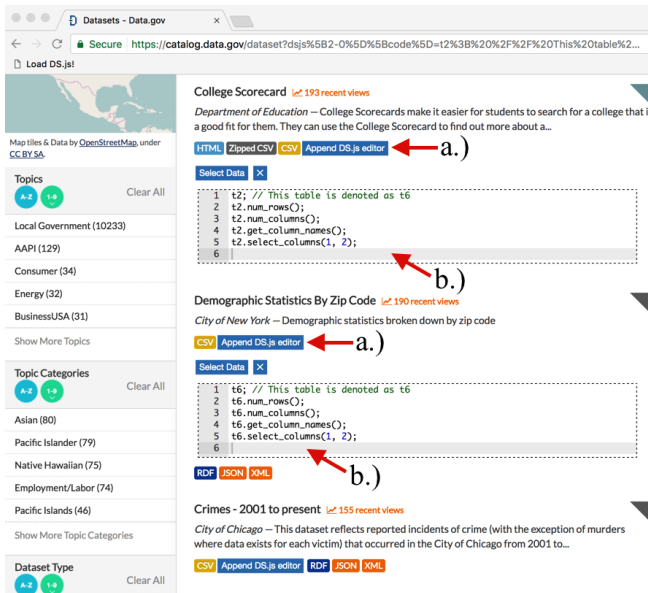 Datasets - Data.gov ×
Secure https://catalog.data.gov/dataset?dsjs%5B2-0%5D%5Bcode%5D=t2%3B%20%2F%2F%20This%20table%2...
Load DS.js!
Map tiles & Data by OpenStreetMap, under
CC BY SA.
Topics
A-Z 1-9 Clear All
Local Government (10233)
AAPI (129)
Consumer (34)
Energy (32)
BusinessUSA (31)
Show More Topics
Topic Categories
A-Z 1-9 Clear All
Asian (80)
Pacific Islander (79)
Native Hawaiian (75)
Employment/Labor (74)
Pacific Islands (46)
Show More Topic Categories
Dataset Type
A-Z 1-9 Clear All
College Scorecard 193 recent views
Department of Education — College Scorecards make it easier for students to search for a college that i
a good fit for them. They can use the College Scorecard to find out more about a...
HTML Zipped CSV CSV Append DS.js editor a.)
Select Data ×
1 t2; // This table is denoted as t6
2 t2.num_rows();
3 t2.num_columns();
4 t2.get_column_names();
5 t2.select_columns(1, 2);
6
b.)
Demographic Statistics By Zip Code 190 recent views
City of New York — Demographic statistics broken down by zip code
CSV Append DS.js editor a.)
Select Data ×
1 t6; // This table is denoted as t6
2 t6.num_rows();
3 t6.num_columns();
4 t6.get_column_names();
5 t6.select_columns(1, 2);
6
b.)
RDF JSON XML
Crimes - 2001 to present 155 recent views
City of Chicago — This dataset reflects reported incidents of crime (with the exception of murders
where data exists for each victim) that occurred in the City of Chicago from 2001 to...
CSV Append DS.js editor RDF JSON XML